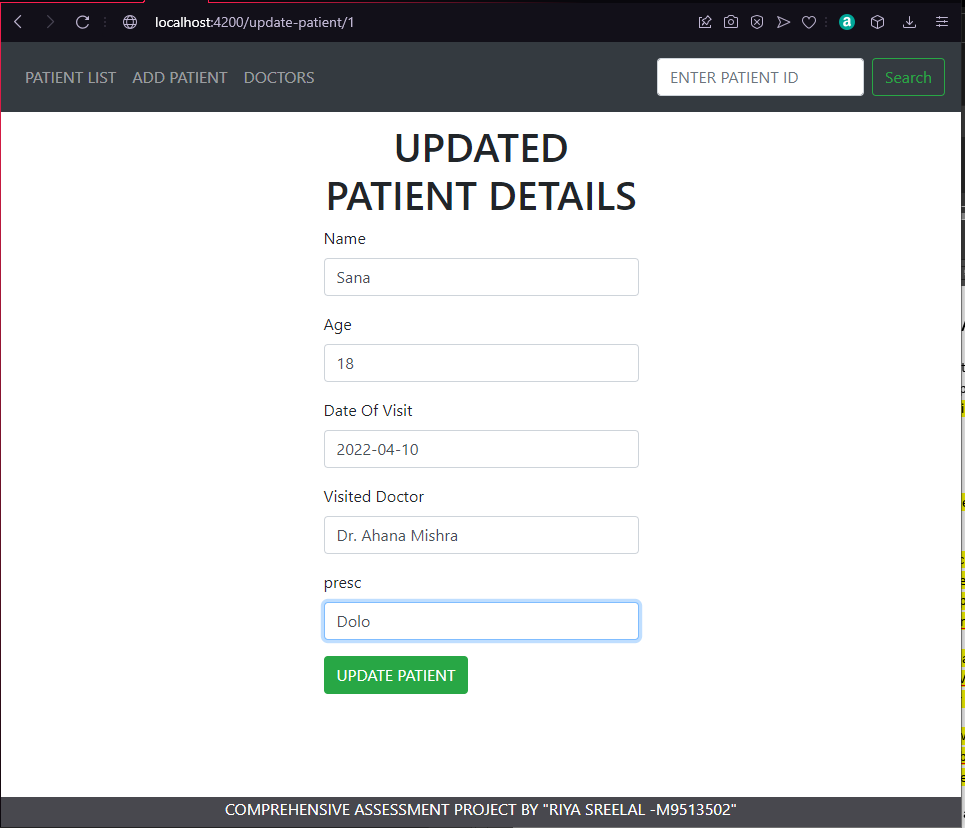 localhost:4200/update-patient/1
PATIENT LIST ADD PATIENT DOCTORS ENTER PATIENT ID Search
UPDATED
PATIENT DETAILS
Name
Sana
Age
18
Date Of Visit
2022-04-10
Visited Doctor
Dr. Ahana Mishra
presc
Dolo
UPDATE PATIENT
COMPREHENSIVE ASSESSMENT PROJECT BY "RIYA SREELAL -M9513502"